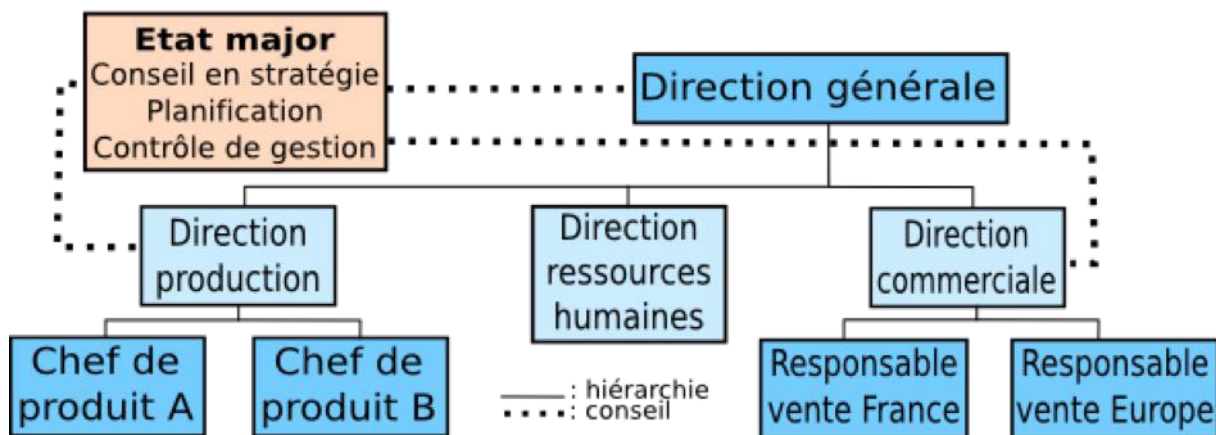 Etat major
Conseil en stratégie
Planification
Contrôle de gestion
Direction générale
Direction
production
Direction
ressources
humaines
Direction
commerciale
Chef de
produit A
Chef de
produit B
: hiérarchie
: conseil
Responsable
vente France
Responsable
vente Europe